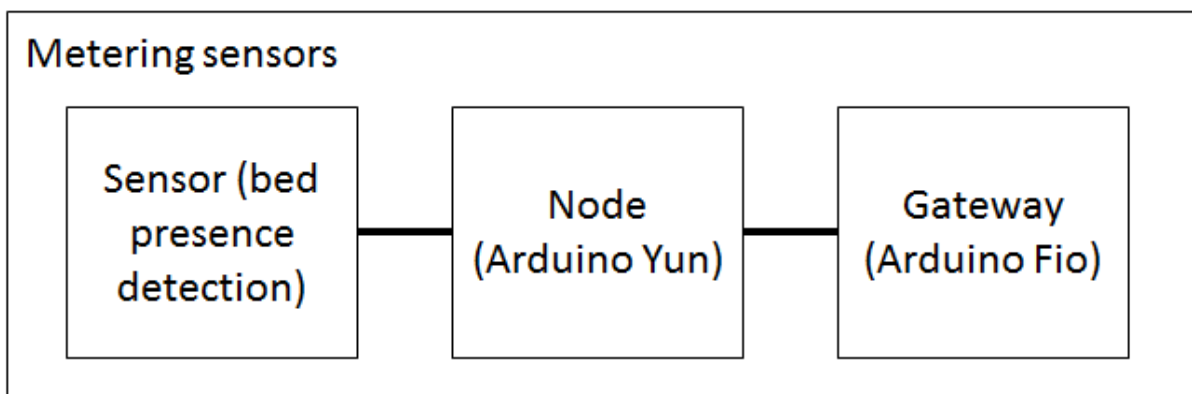 Metering sensors
Sensor (bed
presence
detection)
Node
(Arduino Yun)
Gateway
(Arduino Fio)